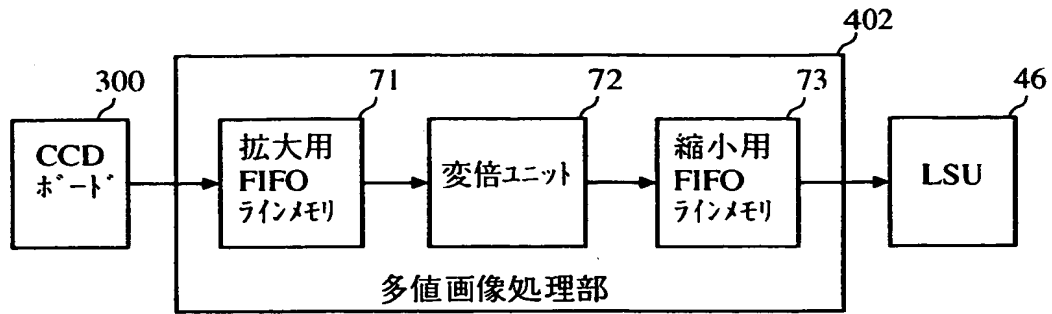 402
300
71
72
73
46
CCD
ボード
拡大用
FIFO
ラインメモリ
変倍ユニット
縮小用
FIFO
ラインメモリ
LSU
多値画像処理部